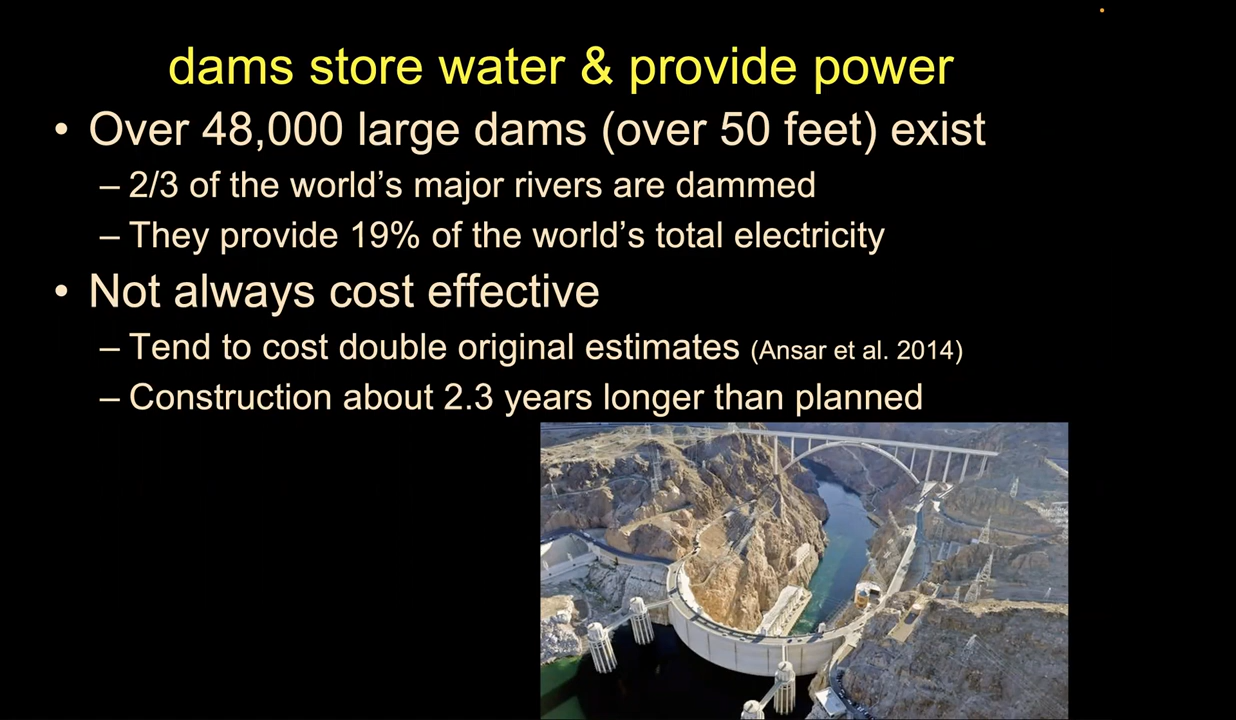 dams store water & provide power
• Over 48,000 large dams (over 50 feet) exist
– 2/3 of the world’s major rivers are dammed
– They provide 19% of the world’s total electricity
• Not always cost effective
– Tend to cost double original estimates (Ansar et al. 2014)
– Construction about 2.3 years longer than planned